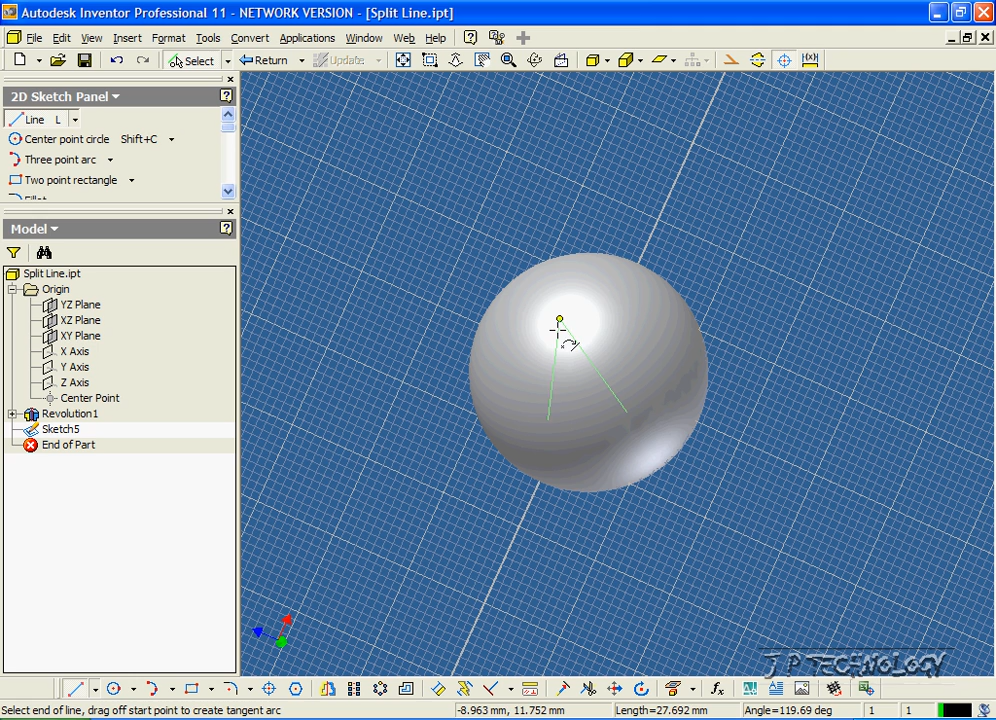 Autodesk Inventor Professional 11 - NETWORK VERSION - [Split Line.ipt]
File Edit View Insert Format Tools Convert Applications Window Web Help
Select Return Update
2D Sketch Panel
Line L
Center point circle Shift+C
Three point arc
Two point rectangle
Fillet
Model
Split Line.ipt
Origin
YZ Plane
XZ Plane
XY Plane
X Axis
Y Axis
Z Axis
Center Point
Revolution1
Sketch5
End of Part
J P TECHNOLOGY
Select end of line, drag off start point to create tangent arc -8.963 mm, 11.752 mm Length=27.692 mm Angle=119.69 deg 1 1